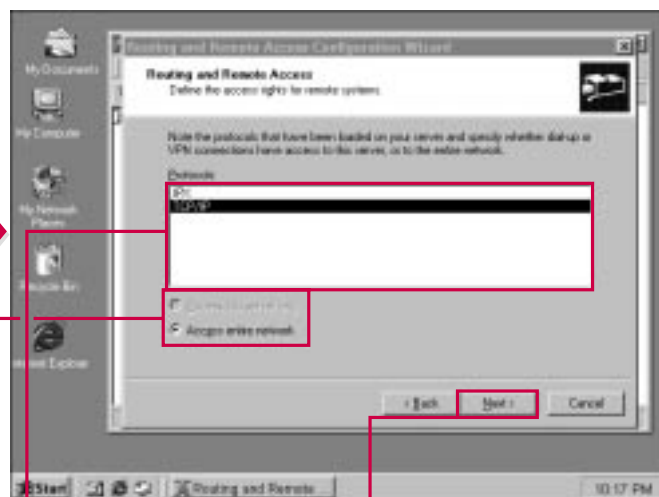 My Documents
Routing and Remote Access Configuration Wizard
Routing and Remote Access
Define the access rights for remote systems.
My Computer
Note the protocols that have been loaded on your server and specify whether dial-up or
VPN connections have access to this server, or to the entire network.
Protocols:
IPX
TCP/IP
My Network
Places
Recycle Bin
Access entire network
Internet Explorer
< Back
Next >
Cancel
Start
Routing and Remote
10:17 PM